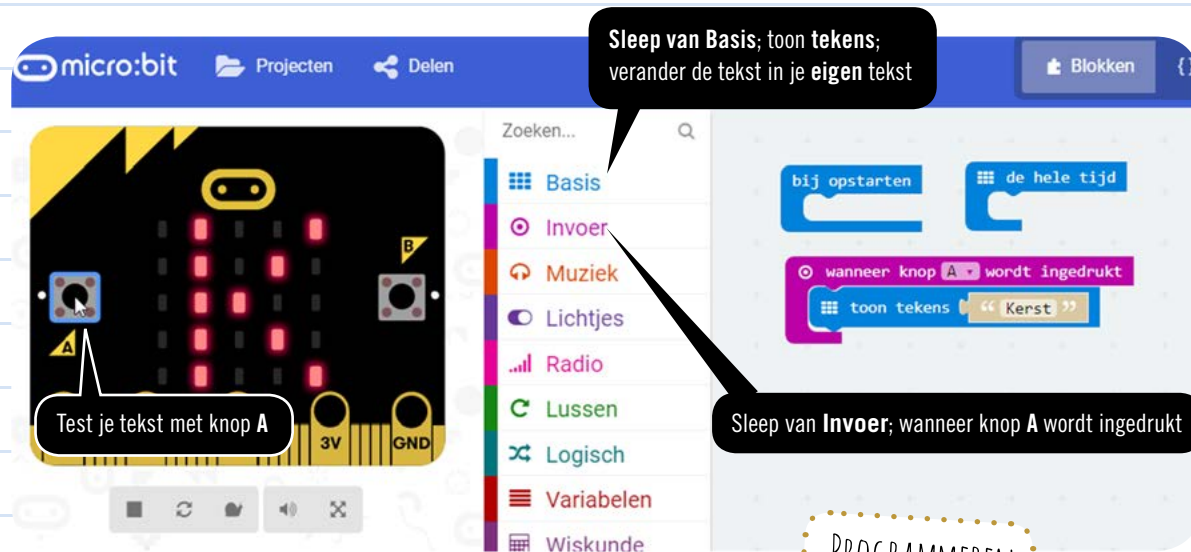 micro:bit
Projecten
Delen
Sleep van Basis; toon tekens;
verander de tekst in je eigen tekst
Blokken
Zoeken...
Basis
Invoer
Muziek
Lichtjes
Radio
Lussen
Logisch
Variabelen
Wiskunde
B
A
3V
GND
Test je tekst met knop A
bij opstarten
de hele tijd
wanneer knop A wordt ingedrukt
toon tekens “ Kerst ”
Sleep van Invoer; wanneer knop A wordt ingedrukt
PROGRAMMEREN